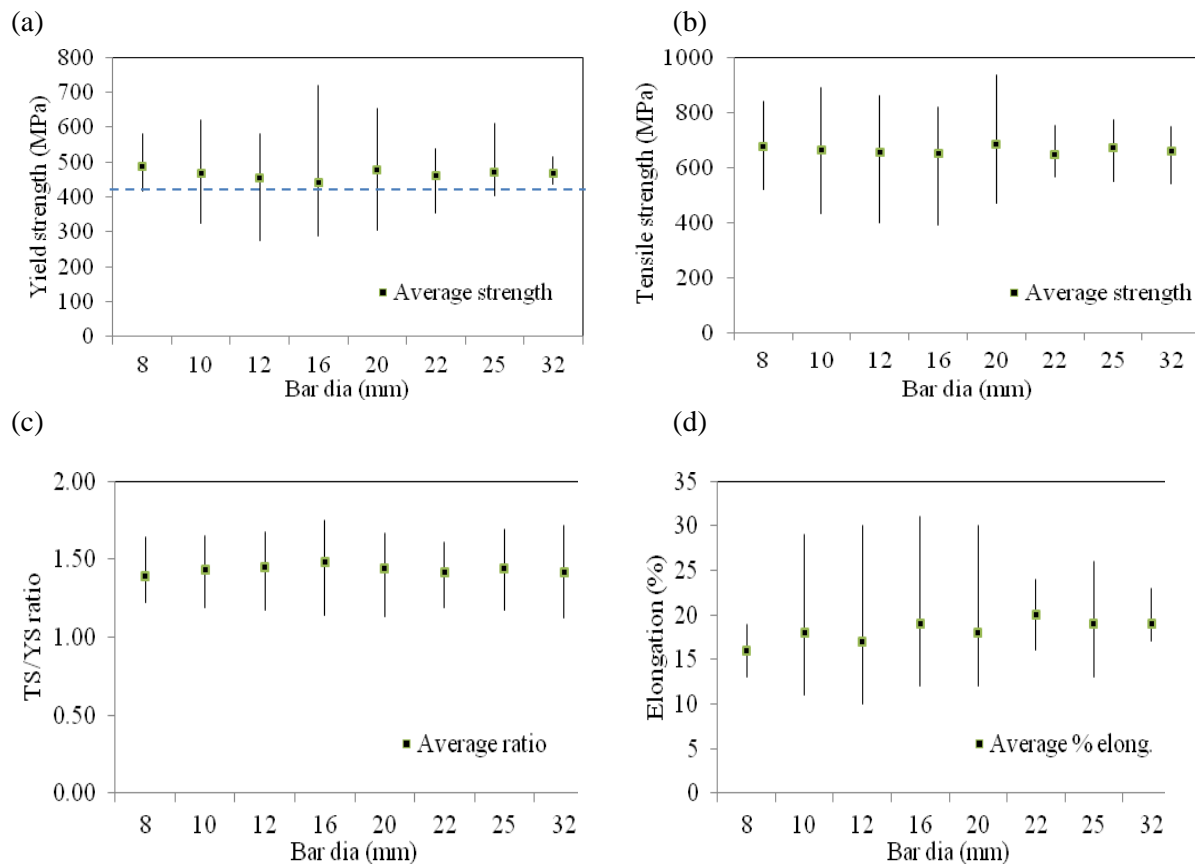 (a)
800
700
600
500
400
300
200
100
0
Yield strength (MPa)
Average strength
8 10 12 16 20 22 25 32
Bar dia (mm)
(b)
1000
800
600
400
200
0
Tensile strength (MPa)
Average strength
8 10 12 16 20 22 25 32
Bar dia (mm)
(c)
2.00
1.50
1.00
0.50
0.00
TS/YS ratio
Average ratio
8 10 12 16 20 22 25 32
Bar dia (mm)
(d)
35
30
25
20
15
10
5
0
Elongation (%)
Average % elong.
8 10 12 16 20 22 25 32
Bar dia (mm)